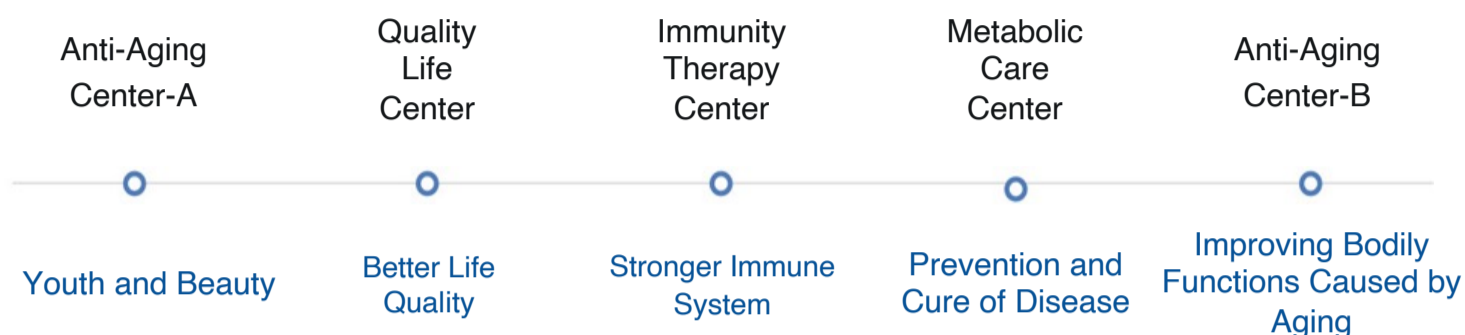 Anti-Aging
Center-A
Quality
Life
Center
Immunity
Therapy
Center
Metabolic
Care
Center
Anti-Aging
Center-B
Youth and Beauty
Better Life
Quality
Stronger Immune
System
Prevention and
Cure of Disease
Improving Bodily
Functions Caused by
Aging